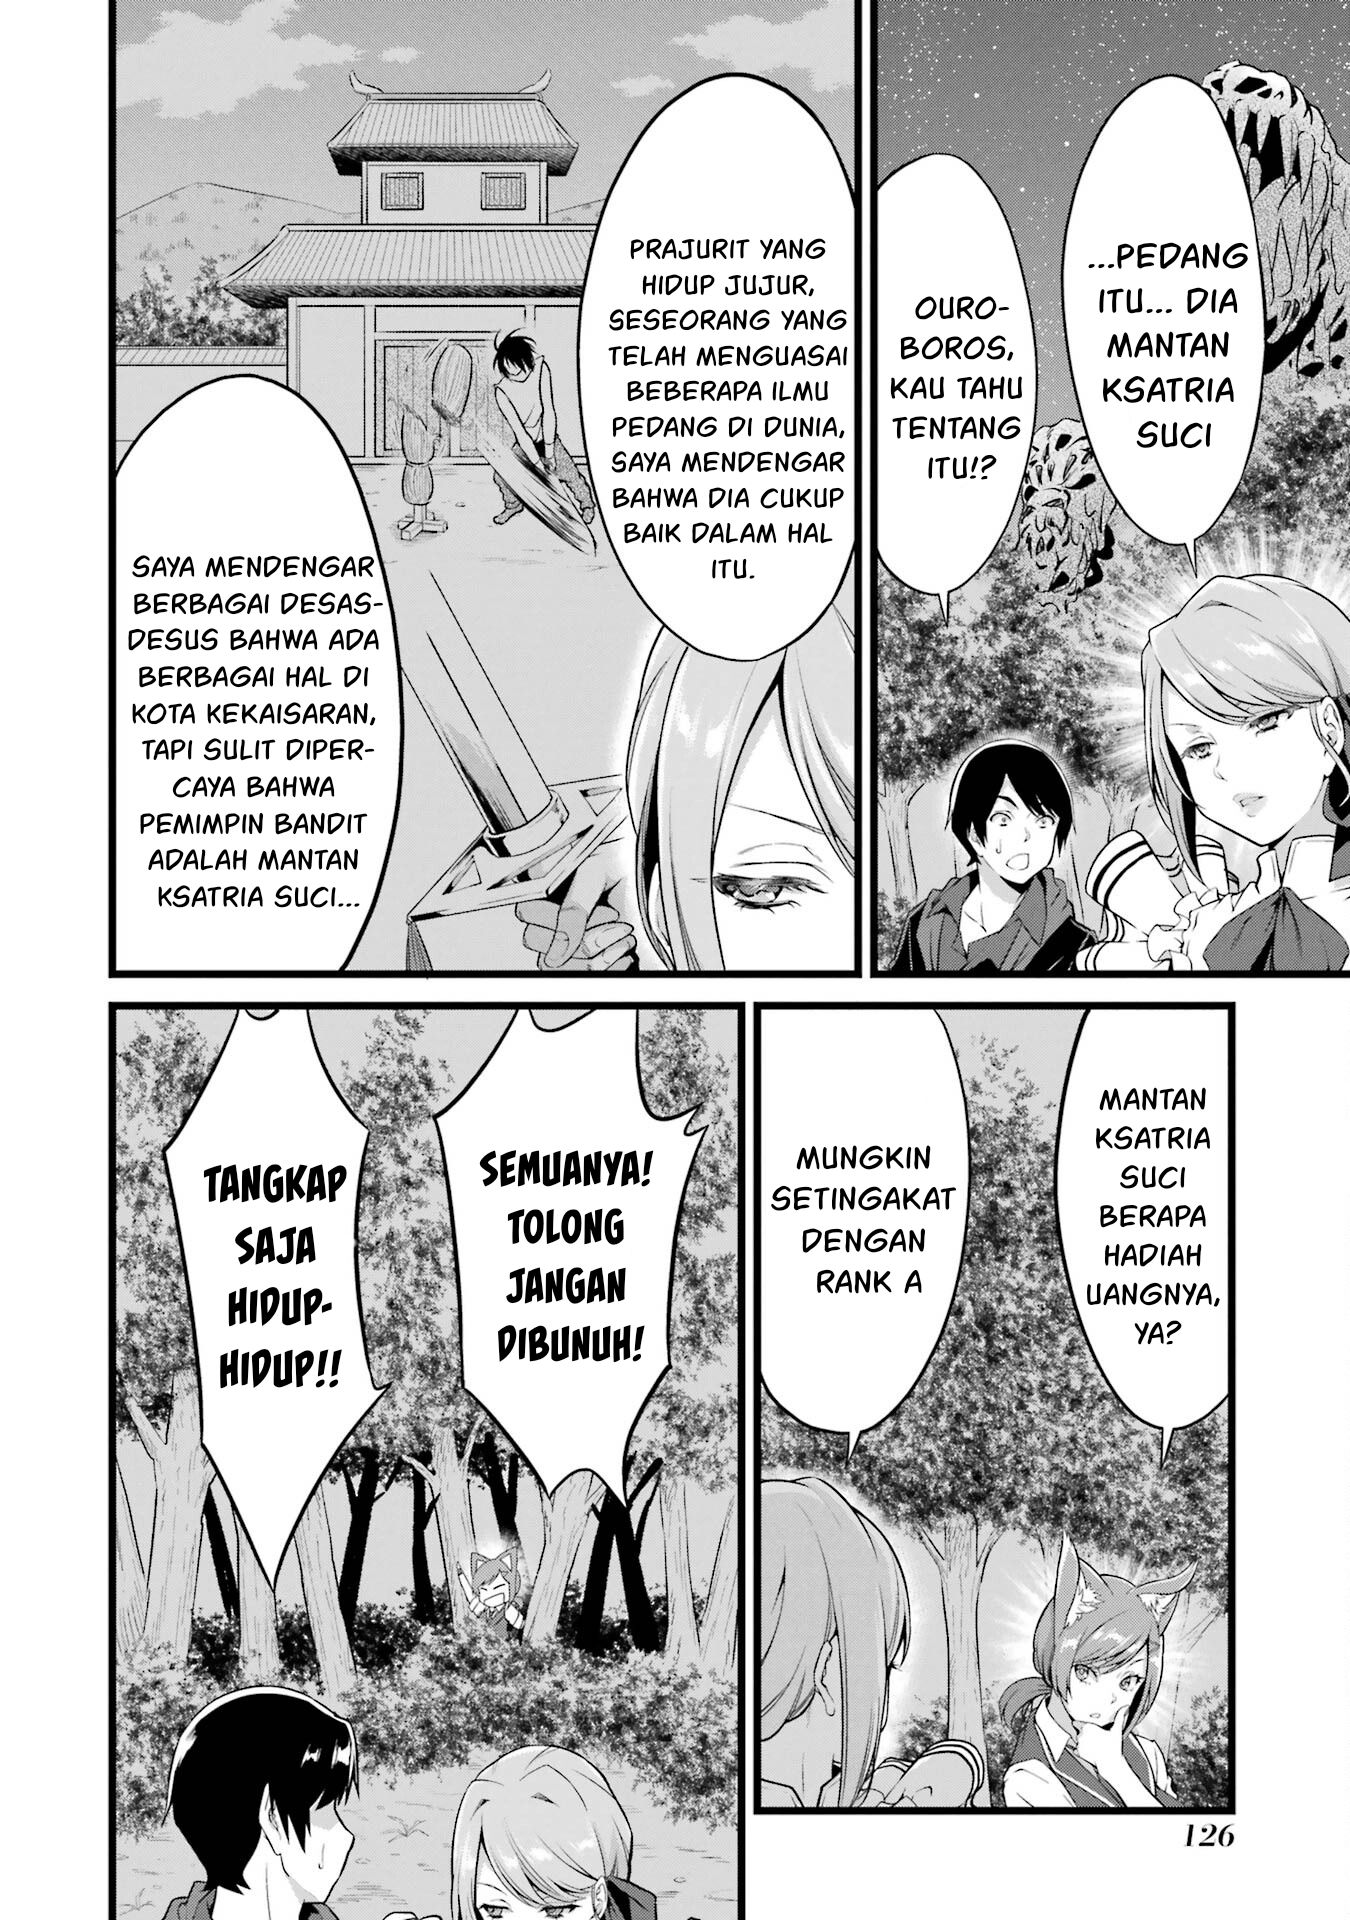 ...PEDANG
ITU... DIA
MANTAN
KSATRIA
SUCI
OURO-
BOROS,
KAU TAHU
TENTANG
ITU!?
PRAJURIT YANG
HIDUP JUJUR,
SESEORANG YANG
TELAH MENGUASAI
BEBERAPA ILMU
PEDANG DI DUNIA,
SAYA MENDENGAR
BAHWA DIA CUKUP
BAIK DALAM HAL
ITU.
SAYA MENDENGAR
BERBAGAI DESAS-
DESUS BAHWA ADA
BERBAGAI HAL DI
KOTA KEKAISARAN,
TAPI SULIT DIPER-
CAYA BAHWA
PEMIMPIN BANDIT
ADALAH MANTAN
KSATRIA SUCI...
MANTAN
KSATRIA
SUCI
BERAPA
HADIAH
UANGNYA,
YA?
MUNGKIN
SETINGAKAT
DENGAN
RANK A
SEMUANYA!
TOLONG
JANGAN
DIBUNUH!
TANGKAP
SAJA
HIDUP-
HIDUP!!
126